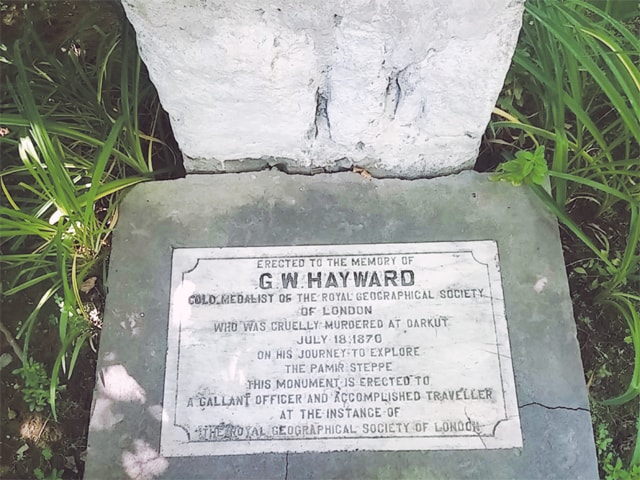 ERECTED TO THE MEMORY OF
G.W.HAYWARD
GOLD MEDALIST OF THE ROYAL GEOGRAPHICAL SOCIETY
OF LONDON
WHO WAS CRUELLY MURDERED AT DARKUT
JULY 18.1870
ON HIS JOURNEY TO EXPLORE
THE PAMIR STEPPE
THIS MONUMENT IS ERECTED TO
A GALLANT OFFICER AND ACCOMPLISHED TRAVELLER
AT THE INSTANCE OF
THE ROYAL GEOGRAPHICAL SOCIETY OF LONDON